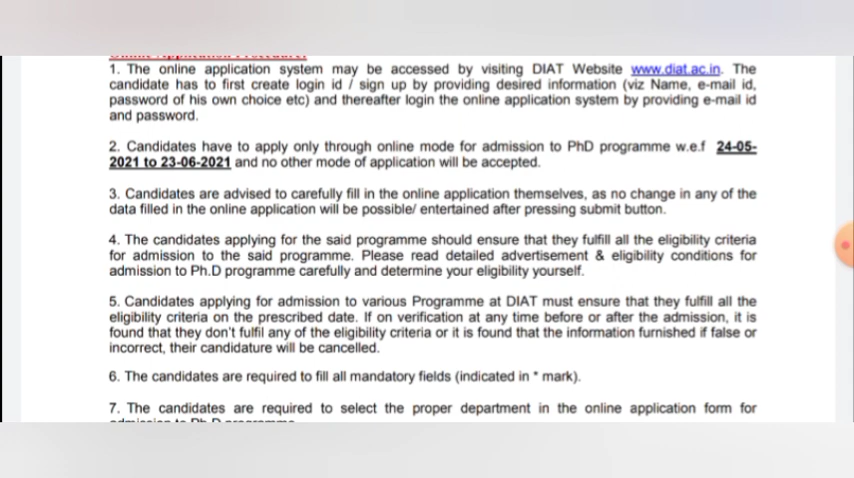 Online Application Procedure:
1. The online application system may be accessed by visiting DIAT Website www.diat.ac.in. The
candidate has to first create login id / sign up by providing desired information (viz Name, e-mail id,
password of his own choice etc) and thereafter login the online application system by providing e-mail id
and password.
2. Candidates have to apply only through online mode for admission to PhD programme w.e.f 24-05-
2021 to 23-06-2021 and no other mode of application will be accepted.
3. Candidates are advised to carefully fill in the online application themselves, as no change in any of the
data filled in the online application will be possible/ entertained after pressing submit button.
4. The candidates applying for the said programme should ensure that they fulfill all the eligibility criteria
for admission to the said programme. Please read detailed advertisement & eligibility conditions for
admission to Ph.D programme carefully and determine your eligibility yourself.
5. Candidates applying for admission to various Programme at DIAT must ensure that they fulfill all the
eligibility criteria on the prescribed date. If on verification at any time before or after the admission, it is
found that they don't fulfil any of the eligibility criteria or it is found that the information furnished if false or
incorrect, their candidature will be cancelled.
6. The candidates are required to fill all mandatory fields (indicated in * mark).
7. The candidates are required to select the proper department in the online application form for
admission to Ph.D programme